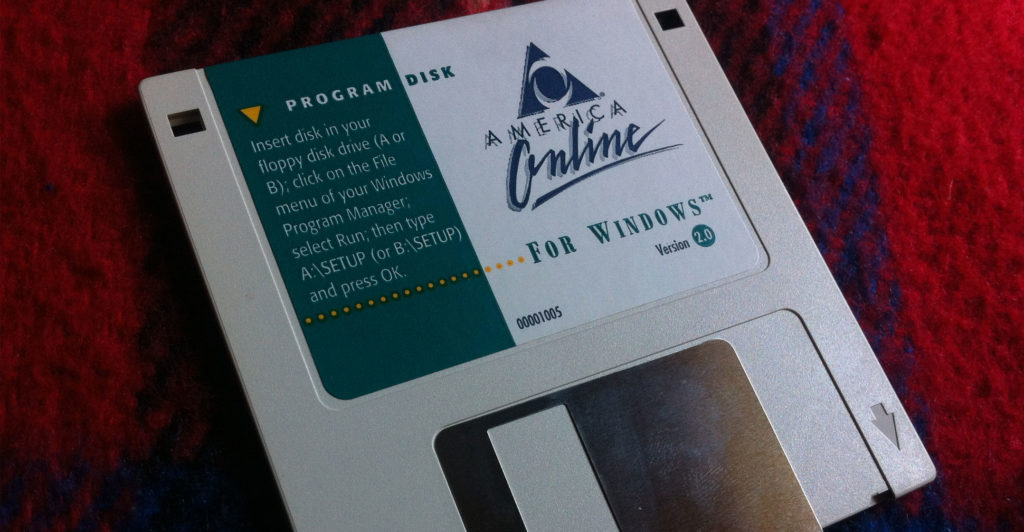 PROGRAM DISK
Insert disk in your
floppy disk drive (A or
B); click on the File
menu of your Windows
Program Manager;
select Run; then type
A:\SETUP (or B:\SETUP)
and press OK.
AMERICA®
Online
FOR WINDOWS™
Version 2.0
00001005